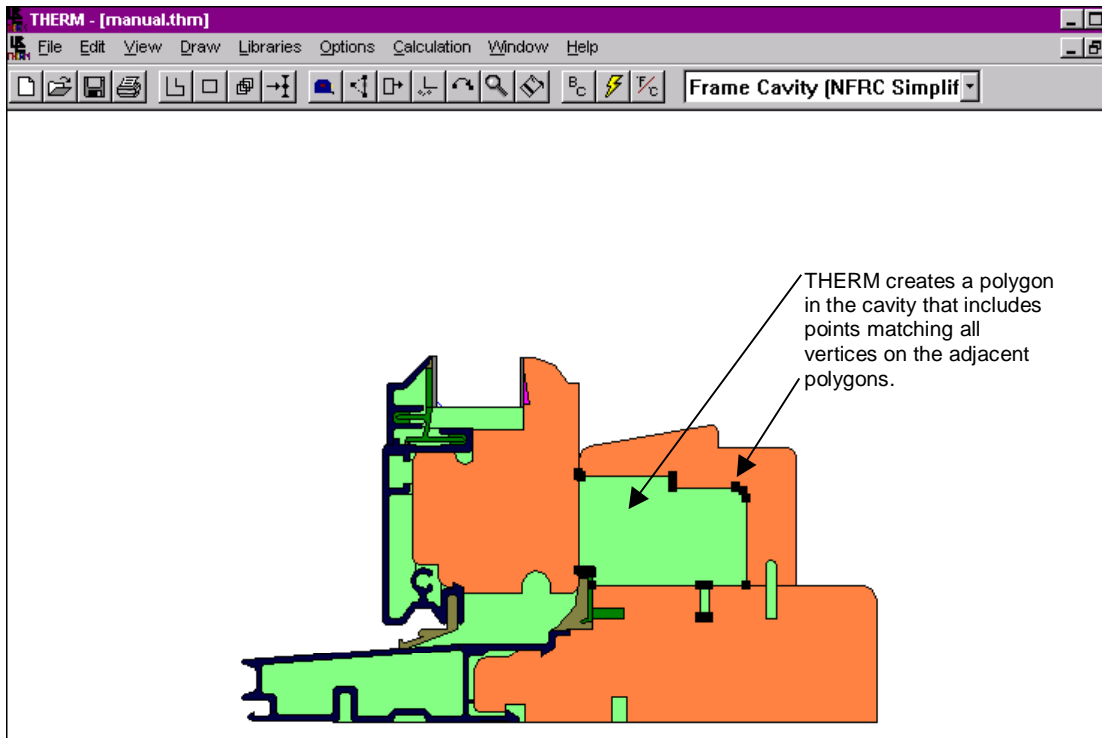 THERM - [manual.thm]
File Edit View Draw Libraries Options Calculation Window Help
BC °F/°C Frame Cavity (NFRC Simplif
THERM creates a polygon
in the cavity that includes
points matching all
vertices on the adjacent
polygons.